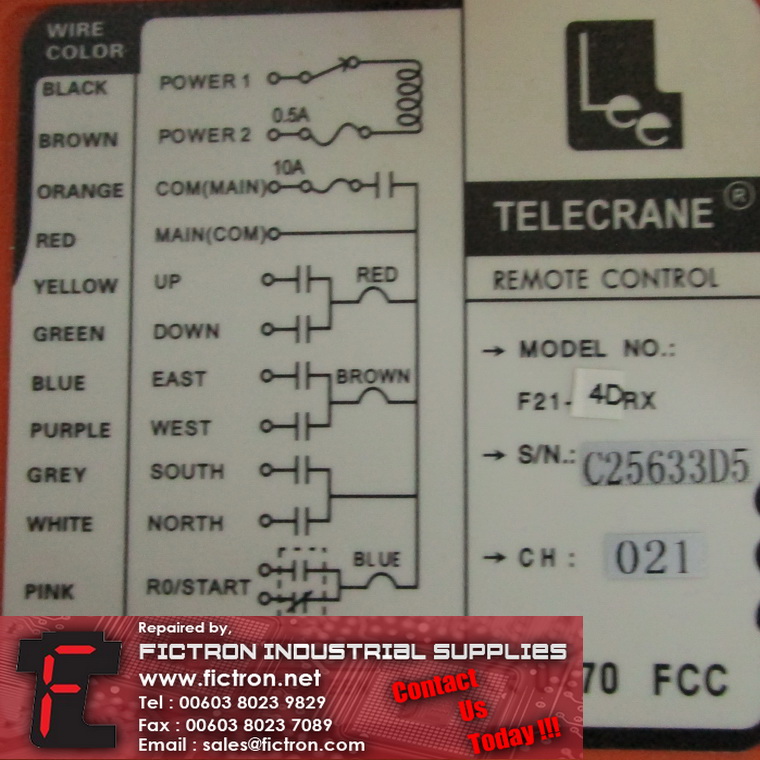 WIRE
COLOR
BLACK POWER 1
BROWN POWER 2 0.5A
ORANGE COM(MAIN) 10A
RED MAIN(COM)
YELLOW UP RED
GREEN DOWN
BLUE EAST BROWN
PURPLE WEST
GREY SOUTH
WHITE NORTH
PINK R0/START BLUE
Lee
TELECRANE ®
REMOTE CONTROL
→ MODEL NO.:
F21-4DRX
→ S/N.: C25633D5
→ CH : 021
70 FCC
Repaired by,
FICTRON INDUSTRIAL SUPPLIES
www.fictron.net
Tel : 00603 8023 9829
Fax : 00603 8023 7089
Email : sales@fictron.com
Contact
Us
Today !!!